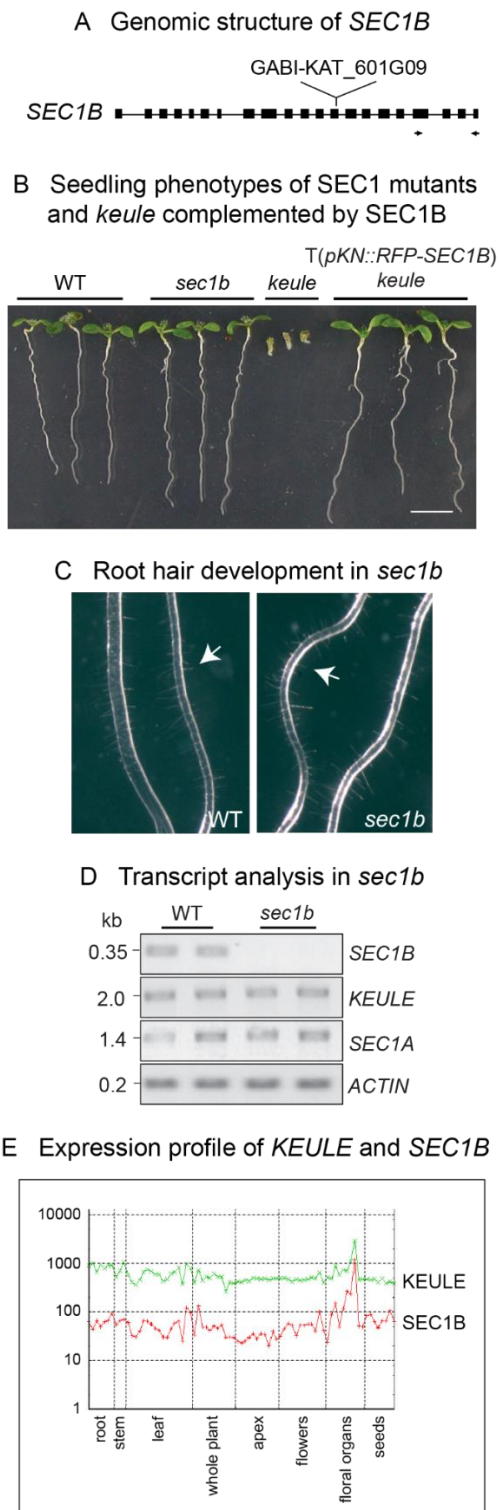 A Genomic structure of SEC1B
GABI-KAT_601G09
SEC1B
B Seedling phenotypes of SEC1 mutants
and keule complemented by SEC1B
T(pKN::RFP-SEC1B)
WT sec1b keule keule
C Root hair development in sec1b
WT sec1b
D Transcript analysis in sec1b
kb WT sec1b
0.35 SEC1B
2.0 KEULE
1.4 SEC1A
0.2 ACTIN
E Expression profile of KEULE and SEC1B
10000
1000 KEULE
100 SEC1B
10
1
root stem leaf whole plant apex flowers floral organs seeds